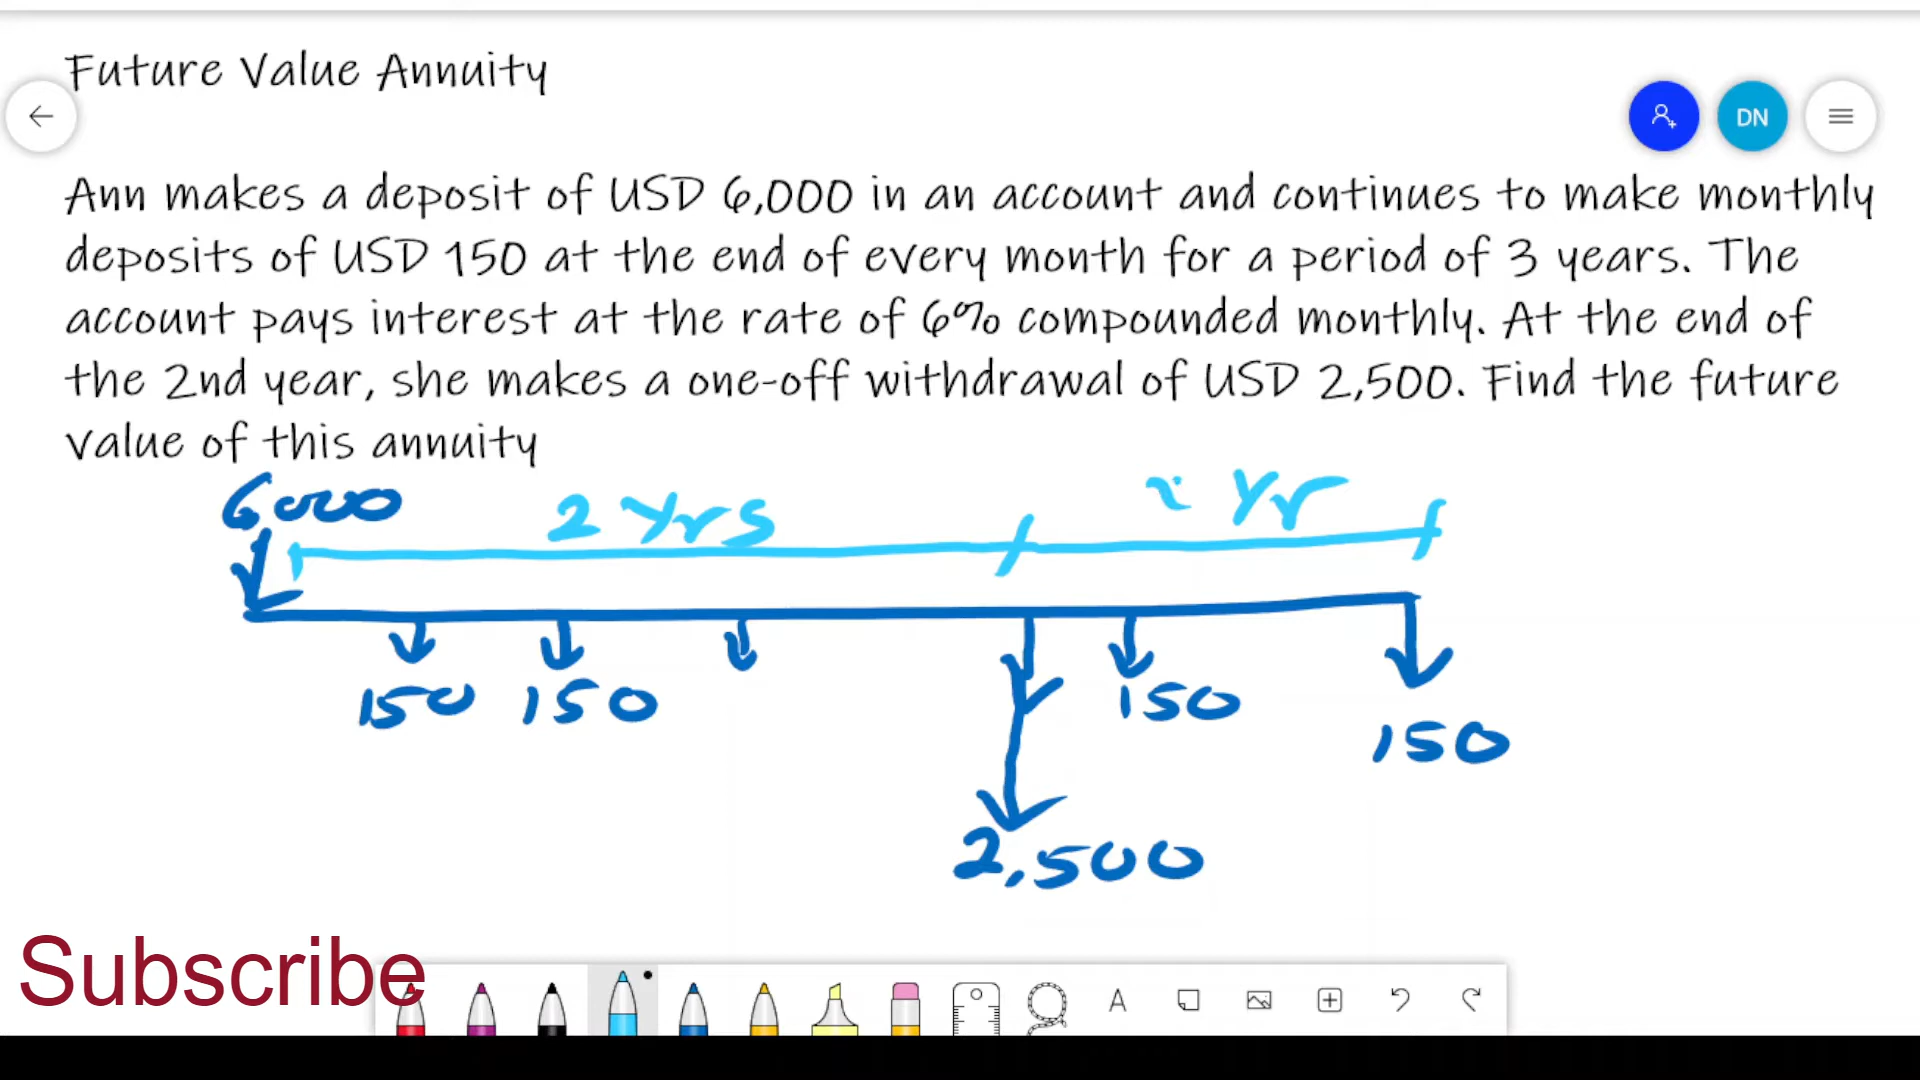 Future Value Annuity
DN
Ann makes a deposit of USD 6,000 in an account and continues to make monthly
deposits of USD 150 at the end of every month for a period of 3 years. The
account pays interest at the rate of 6% compounded monthly. At the end of
the 2nd year, she makes a one-off withdrawal of USD 2,500. Find the future
value of this annuity
6000
2 Yrs
Yr
150 150 150
150
2,500
Subscribe
A